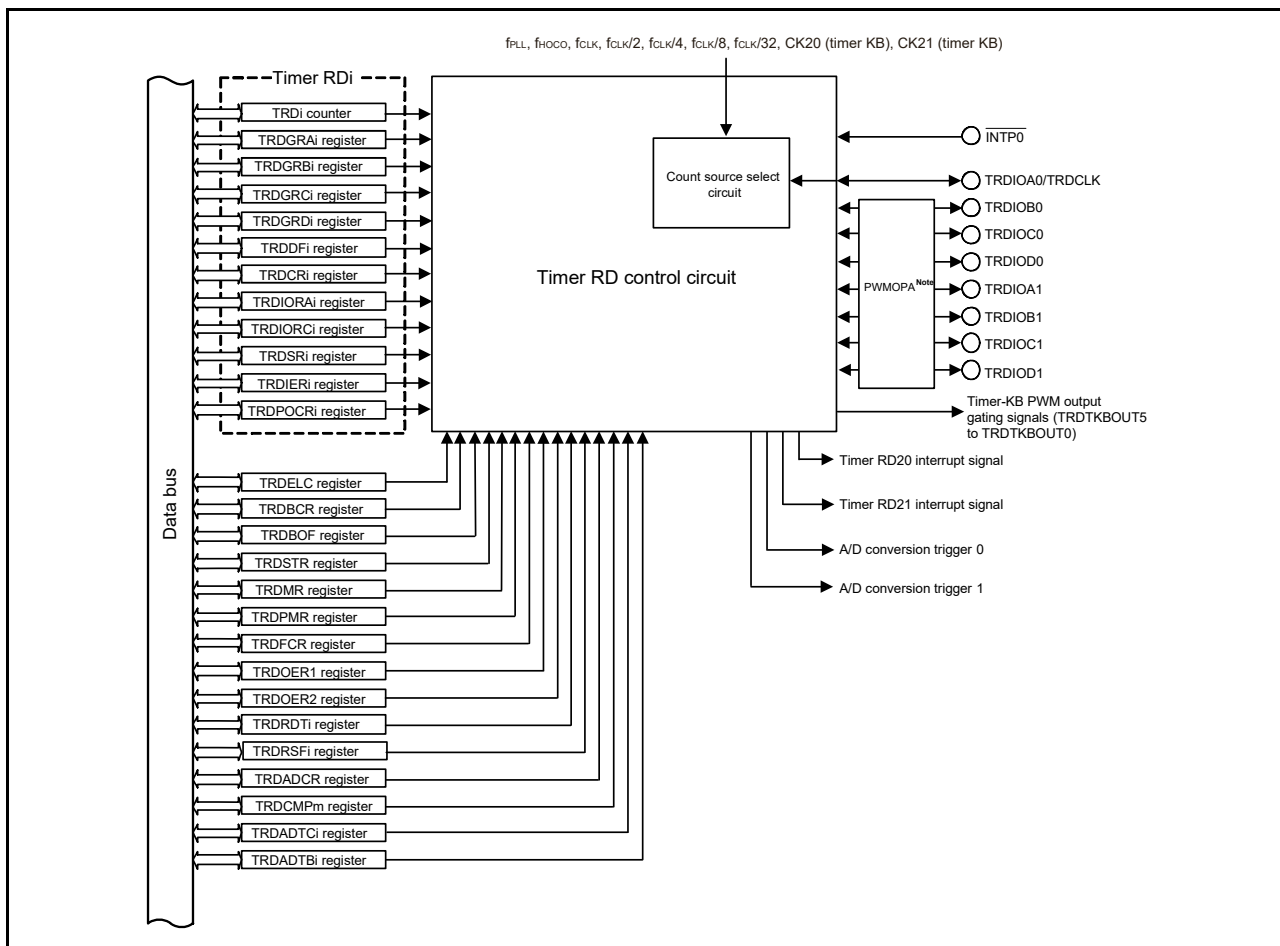 fPLL, fHOCO, fCLK, fCLK/2, fCLK/4, fCLK/8, fCLK/32, CK20 (timer KB), CK21 (timer KB)
Timer RDi
TRDi counter
TRDGRAi register
TRDGRBi register
TRDGRCi register
TRDGRDi register
TRDDFi register
TRDCRi register
TRDIORAi register
TRDIORCi register
TRDSRi register
TRDIERi register
TRDPOCRi register
Data bus
TRDELC register
TRDBCR register
TRDBOF register
TRDSTR register
TRDMR register
TRDPMR register
TRDFCR register
TRDOER1 register
TRDOER2 register
TRDRDTi register
TRDRSFi register
TRDADCR register
TRDCMPm register
TRDADTCi register
TRDADTBi register
Timer RD control circuit
Count source select
circuit
PWMOPA Note
INTP0
TRDIOA0/TRDCLK
TRDIOB0
TRDIOC0
TRDIOD0
TRDIOA1
TRDIOB1
TRDIOC1
TRDIOD1
Timer-KB PWM output
gating signals (TRDTKBOUT5
to TRDTKBOUT0)
Timer RD20 interrupt signal
Timer RD21 interrupt signal
A/D conversion trigger 0
A/D conversion trigger 1